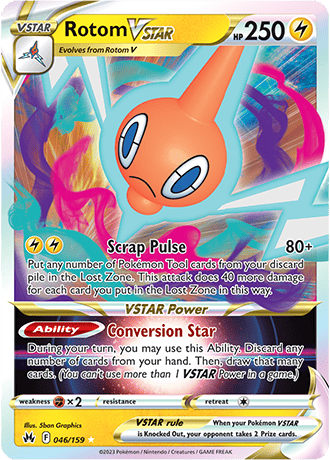 VSTAR
Rotom VSTAR
HP 250
Evolves from Rotom V
Scrap Pulse 80+
Put any number of Pokémon Tool cards from your discard
pile in the Lost Zone. This attack does 40 more damage
for each card you put in the Lost Zone in this way.
VSTAR Power
Ability Conversion Star
During your turn, you may use this Ability. Discard any
number of cards from your hand. Then, draw that many
cards. (You can't use more than 1 VSTAR Power in a game.)
weakness ×2 resistance retreat
Illus. 5ban Graphics
VSTAR rule When your Pokémon VSTAR
is Knocked Out, your opponent takes 2 Prize cards.
F 046/159
©2023 Pokémon / Nintendo / Creatures / GAME FREAK